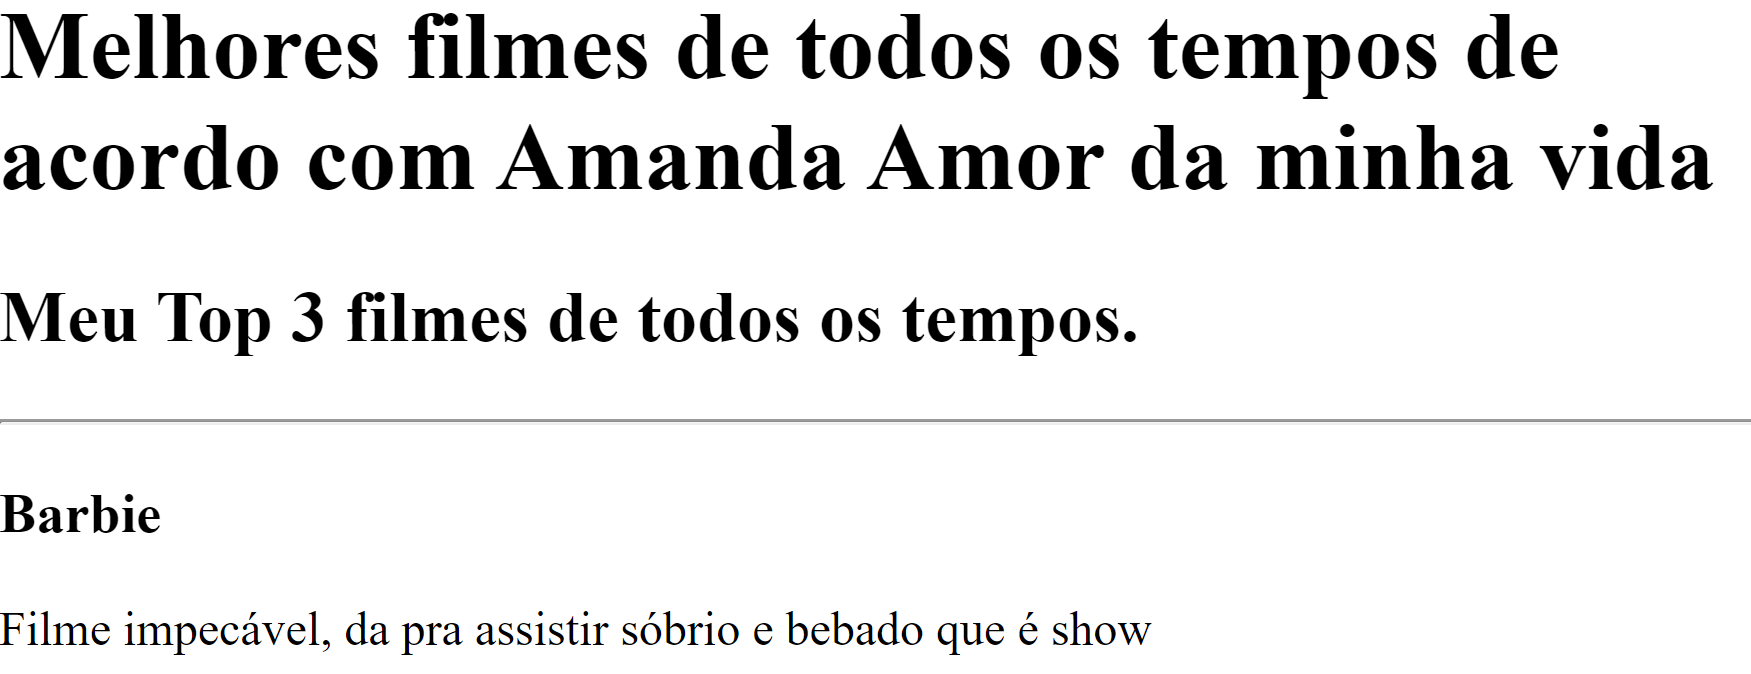 Melhores filmes de todos os tempos de
acordo com Amanda Amor da minha vida
Meu Top 3 filmes de todos os tempos.
Barbie
Filme impecável, da pra assistir sóbrio e bebado que é show